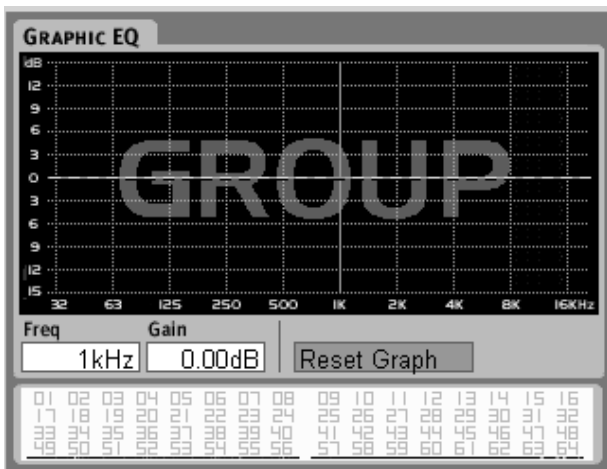 GRAPHIC EQ
dB
12
9
6
3
0
3
6
9
12
15
GROUP
32 63 125 250 500 1K 2K 4K 8K 16KHz
Freq Gain
1kHz 0.00dB Reset Graph
01 02 03 04 05 06 07 08 09 10 11 12 13 14 15 16
17 18 19 20 21 22 23 24 25 26 27 28 29 30 31 32
33 34 35 36 37 38 39 40 41 42 43 44 45 46 47 48
49 50 51 52 53 54 55 56 57 58 59 60 61 62 63 64